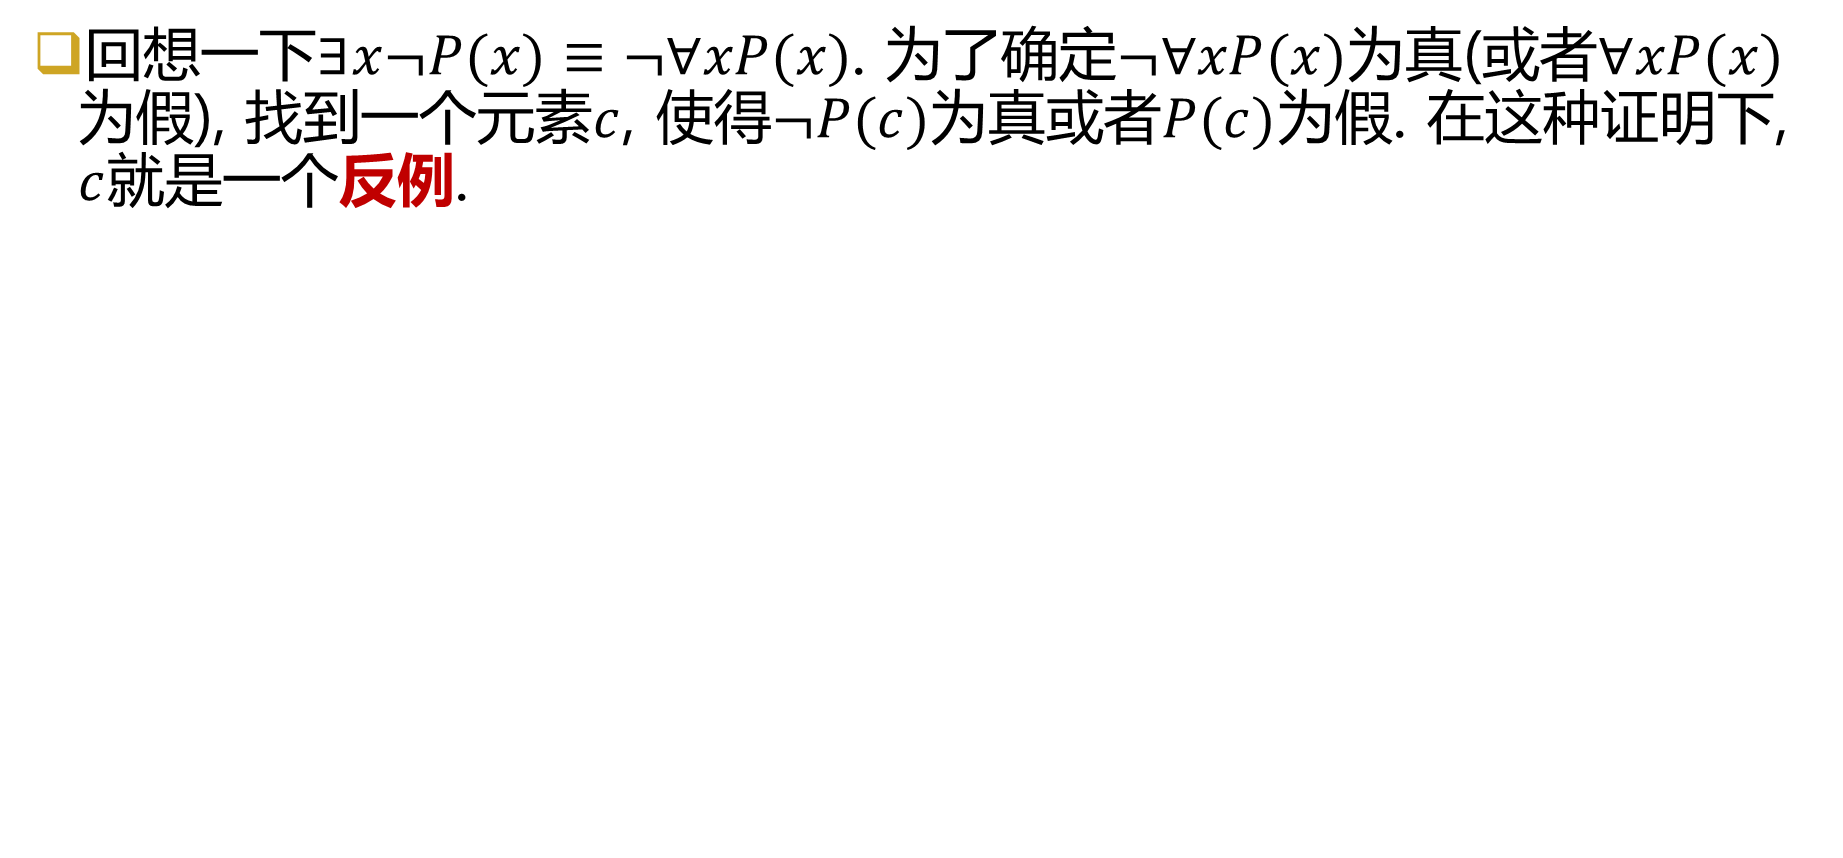 回想一下∃x¬P(x) ≡ ¬∀xP(x). 为了确定¬∀xP(x)为真(或者∀xP(x)
为假), 找到一个元素c, 使得¬P(c)为真或者P(c)为假. 在这种证明下,
c就是一个反例.